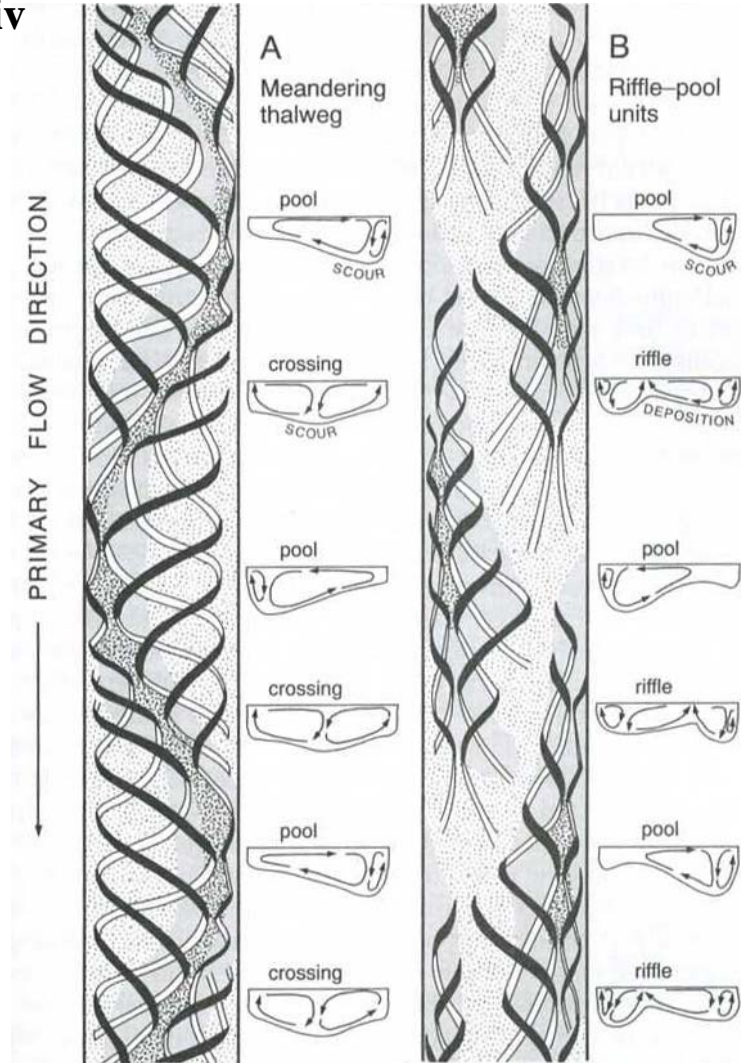 iv
A
Meandering
thalweg
pool
SCOUR
crossing
SCOUR
pool
crossing
pool
crossing
PRIMARY FLOW DIRECTION
B
Riffle–pool
units
pool
SCOUR
riffle
DEPOSITION
pool
riffle
pool
riffle